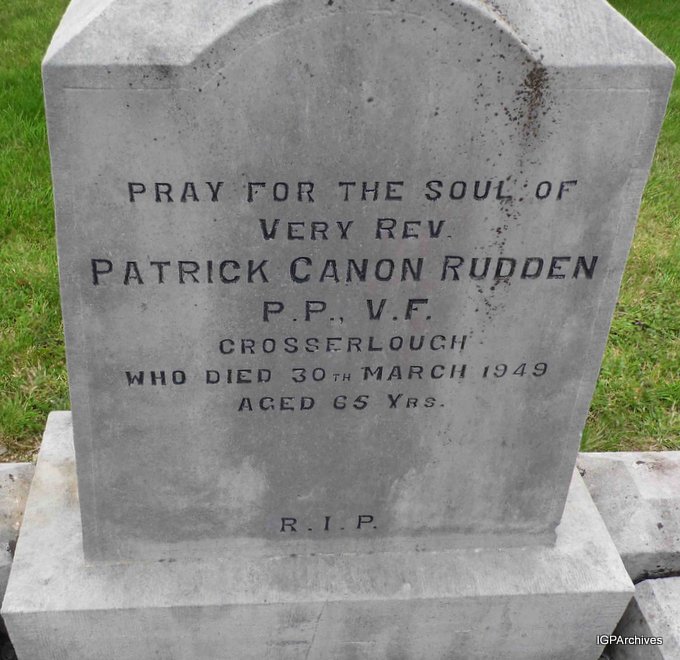 PRAY FOR THE SOUL OF
VERY REV.
PATRICK CANON RUDDEN
P.P., V.F.
CROSSERLOUGH
WHO DIED 30TH MARCH 1949
AGED 65 YRS.
R.I.P.
IGPArchives